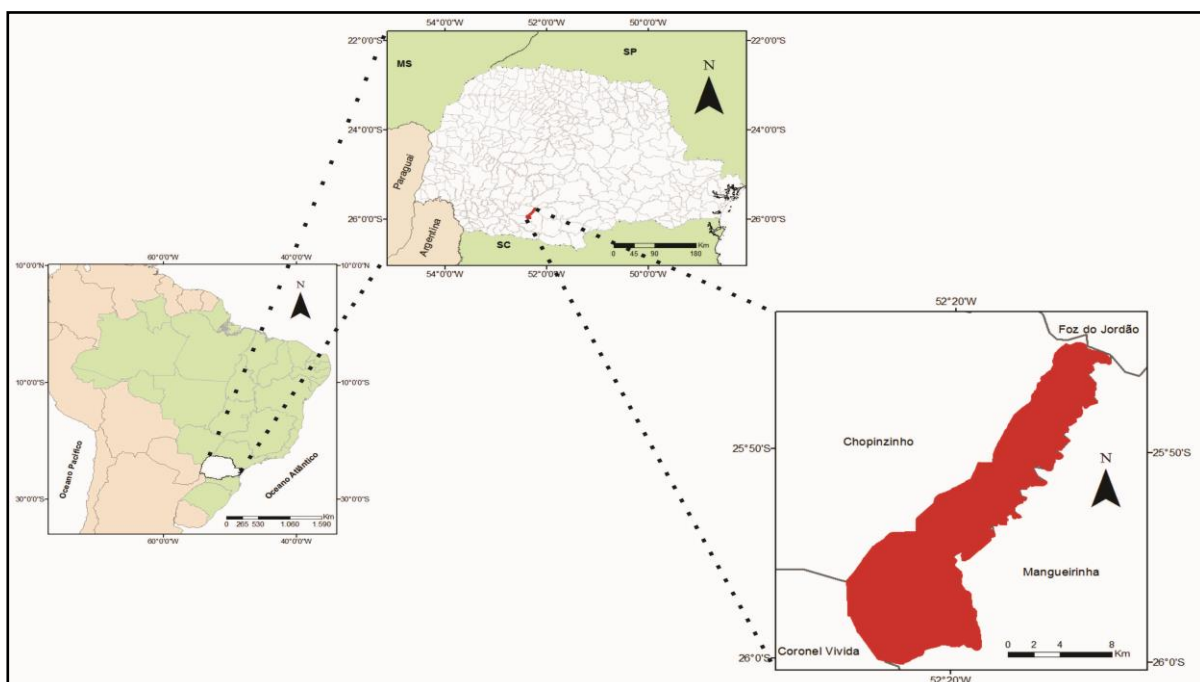 54°0'0"W
52°0'0"W
50°0'0"W
22°0'0"S
22°0'0"S
MS
SP
N
24°0'0"S
24°0'0"S
Paraguai
Argentina
26°0'0"S
26°0'0"S
SC
0 45 90 180
Km
54°0'0"W
52°0'0"W
50°0'0"W
60°0'0"W
40°0'0"W
10°0'0"N
10°0'0"N
N
10°0'0"S
10°0'0"S
Oceano Pacífico
Oceano Atlântico
30°0'0"S
30°0'0"S
Km
0 265 530 1.060 1.590
60°0'0"W
40°0'0"W
52°20'W
Foz do Jordão
Chopinzinho
25°50'S
25°50'S
N
Mangueirinha
Coronel Vivida
0 2 4 8
Km
26°0'S
26°0'S
52°20'W